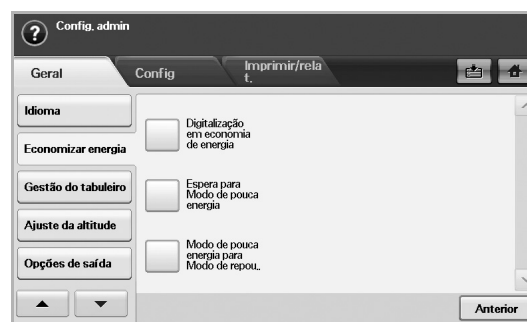 Config. admin
Geral
Config
Imprimir/rela
t.
Idioma
Economizar energia
Gestão do tabuleiro
Ajuste da altitude
Opções de saída
Digitalização
em economia
de energia
Espera para
Modo de pouca
energia
Modo de pouca
energia para
Modo de repou..
Anterior